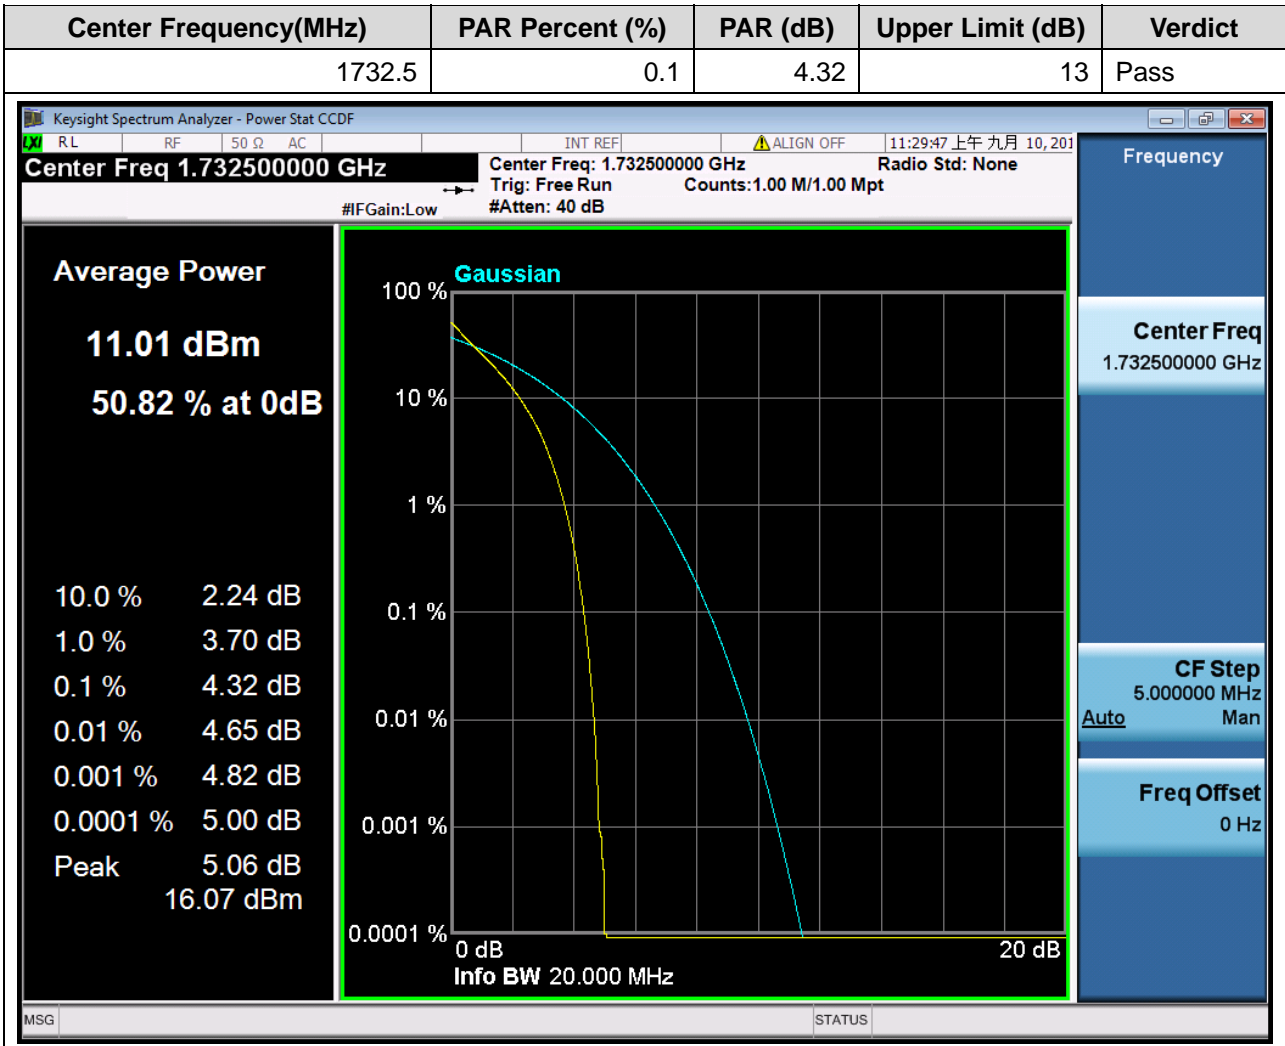 Center Frequency(MHz) PAR Percent (%) PAR (dB) Upper Limit (dB) Verdict
1732.5 0.1 4.32 13 Pass
Keysight Spectrum Analyzer - Power Stat CCDF
LXI RL RF 50 Ω AC INT REF ALIGN OFF 11:29:47 上午 九月 10, 201
Center Freq 1.732500000 GHz
Center Freq: 1.732500000 GHz Radio Std: None
Trig: Free Run Counts:1.00 M/1.00 Mpt
#IFGain:Low #Atten: 40 dB
Frequency
Average Power
11.01 dBm
50.82 % at 0dB
10.0 % 2.24 dB
1.0 % 3.70 dB
0.1 % 4.32 dB
0.01 % 4.65 dB
0.001 % 4.82 dB
0.0001 % 5.00 dB
Peak 5.06 dB
16.07 dBm
Gaussian
100 %
10 %
1 %
0.1 %
0.01 %
0.001 %
0.0001 %
0 dB 20 dB
Info BW 20.000 MHz
Center Freq
1.732500000 GHz
CF Step
5.000000 MHz
Auto Man
Freq Offset
0 Hz
MSG STATUS